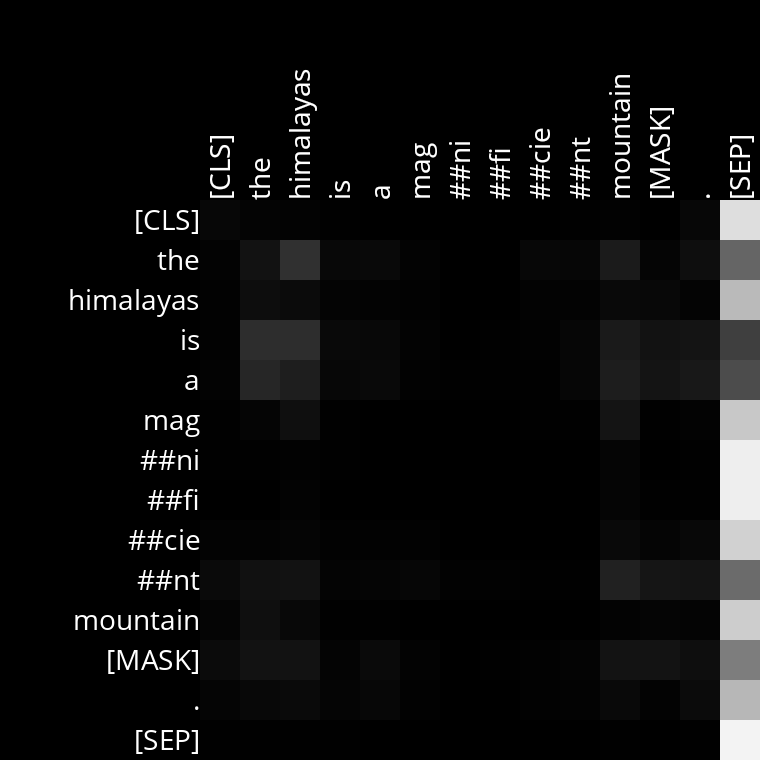 [CLS] the himalayas is a mag ##ni ##fi ##cie ##nt mountain [MASK] . [SEP]
[CLS]
the
himalayas
is
a
mag
##ni
##fi
##cie
##nt
mountain
[MASK]
.
[SEP]